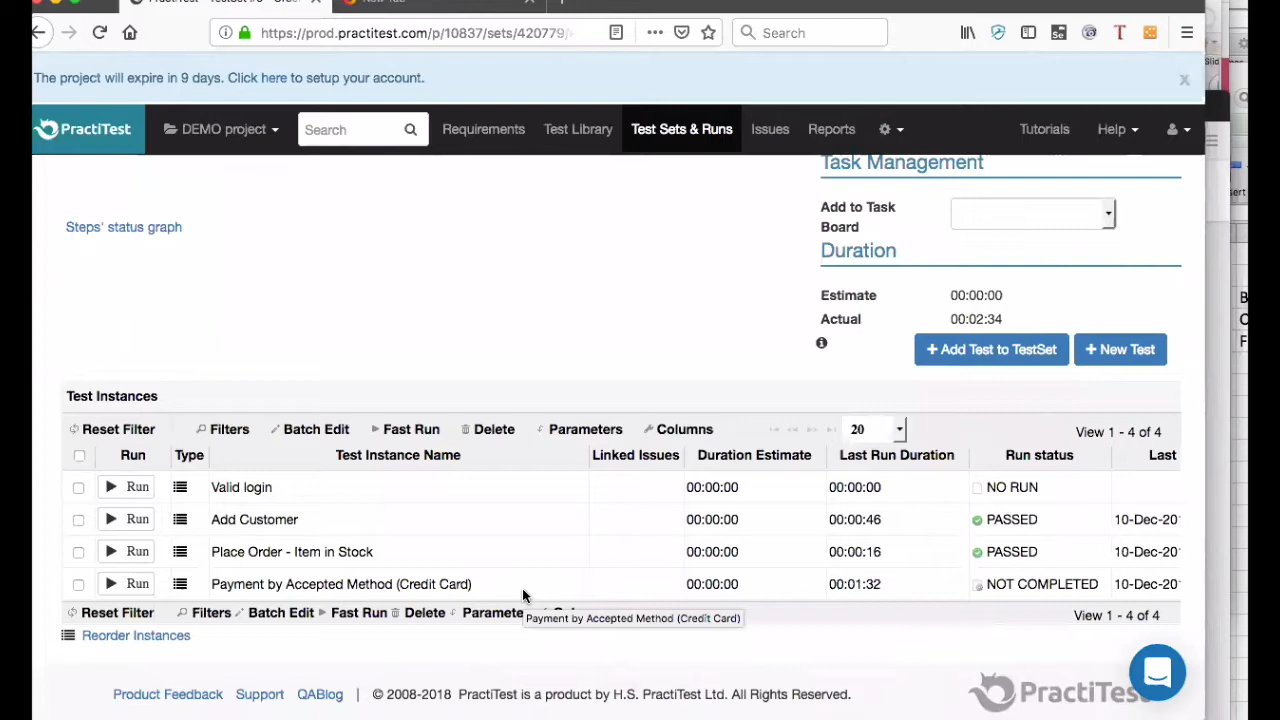 https://prod.practitest.com/p/10837/sets/420779/
Search
The project will expire in 9 days. Click here to setup your account.
x
PractiTest
DEMO project
Search
Requirements
Test Library
Test Sets & Runs
Issues
Reports
Tutorials
Help
Task Management
Steps' status graph
Add to Task
Board
Duration
Estimate 00:00:00
Actual 00:02:34
+ Add Test to TestSet
+ New Test
Test Instances
Reset Filter Filters Batch Edit Fast Run Delete Parameters Columns 20 View 1 - 4 of 4
Run Type Test Instance Name Linked Issues Duration Estimate Last Run Duration Run status Last
Run Valid login 00:00:00 00:00:00 NO RUN
Run Add Customer 00:00:00 00:00:46 PASSED 10-Dec-20
Run Place Order - Item in Stock 00:00:00 00:00:16 PASSED 10-Dec-20
Run Payment by Accepted Method (Credit Card) 00:00:00 00:01:32 NOT COMPLETED 10-Dec-20
Reset Filter Filters Batch Edit Fast Run Delete Paramete View 1 - 4 of 4
Payment by Accepted Method (Credit Card)
Reorder Instances
Product Feedback Support QABlog | © 2008-2018 PractiTest is a product by H.S. PractiTest Ltd. All Rights Reserved.
PractiTest